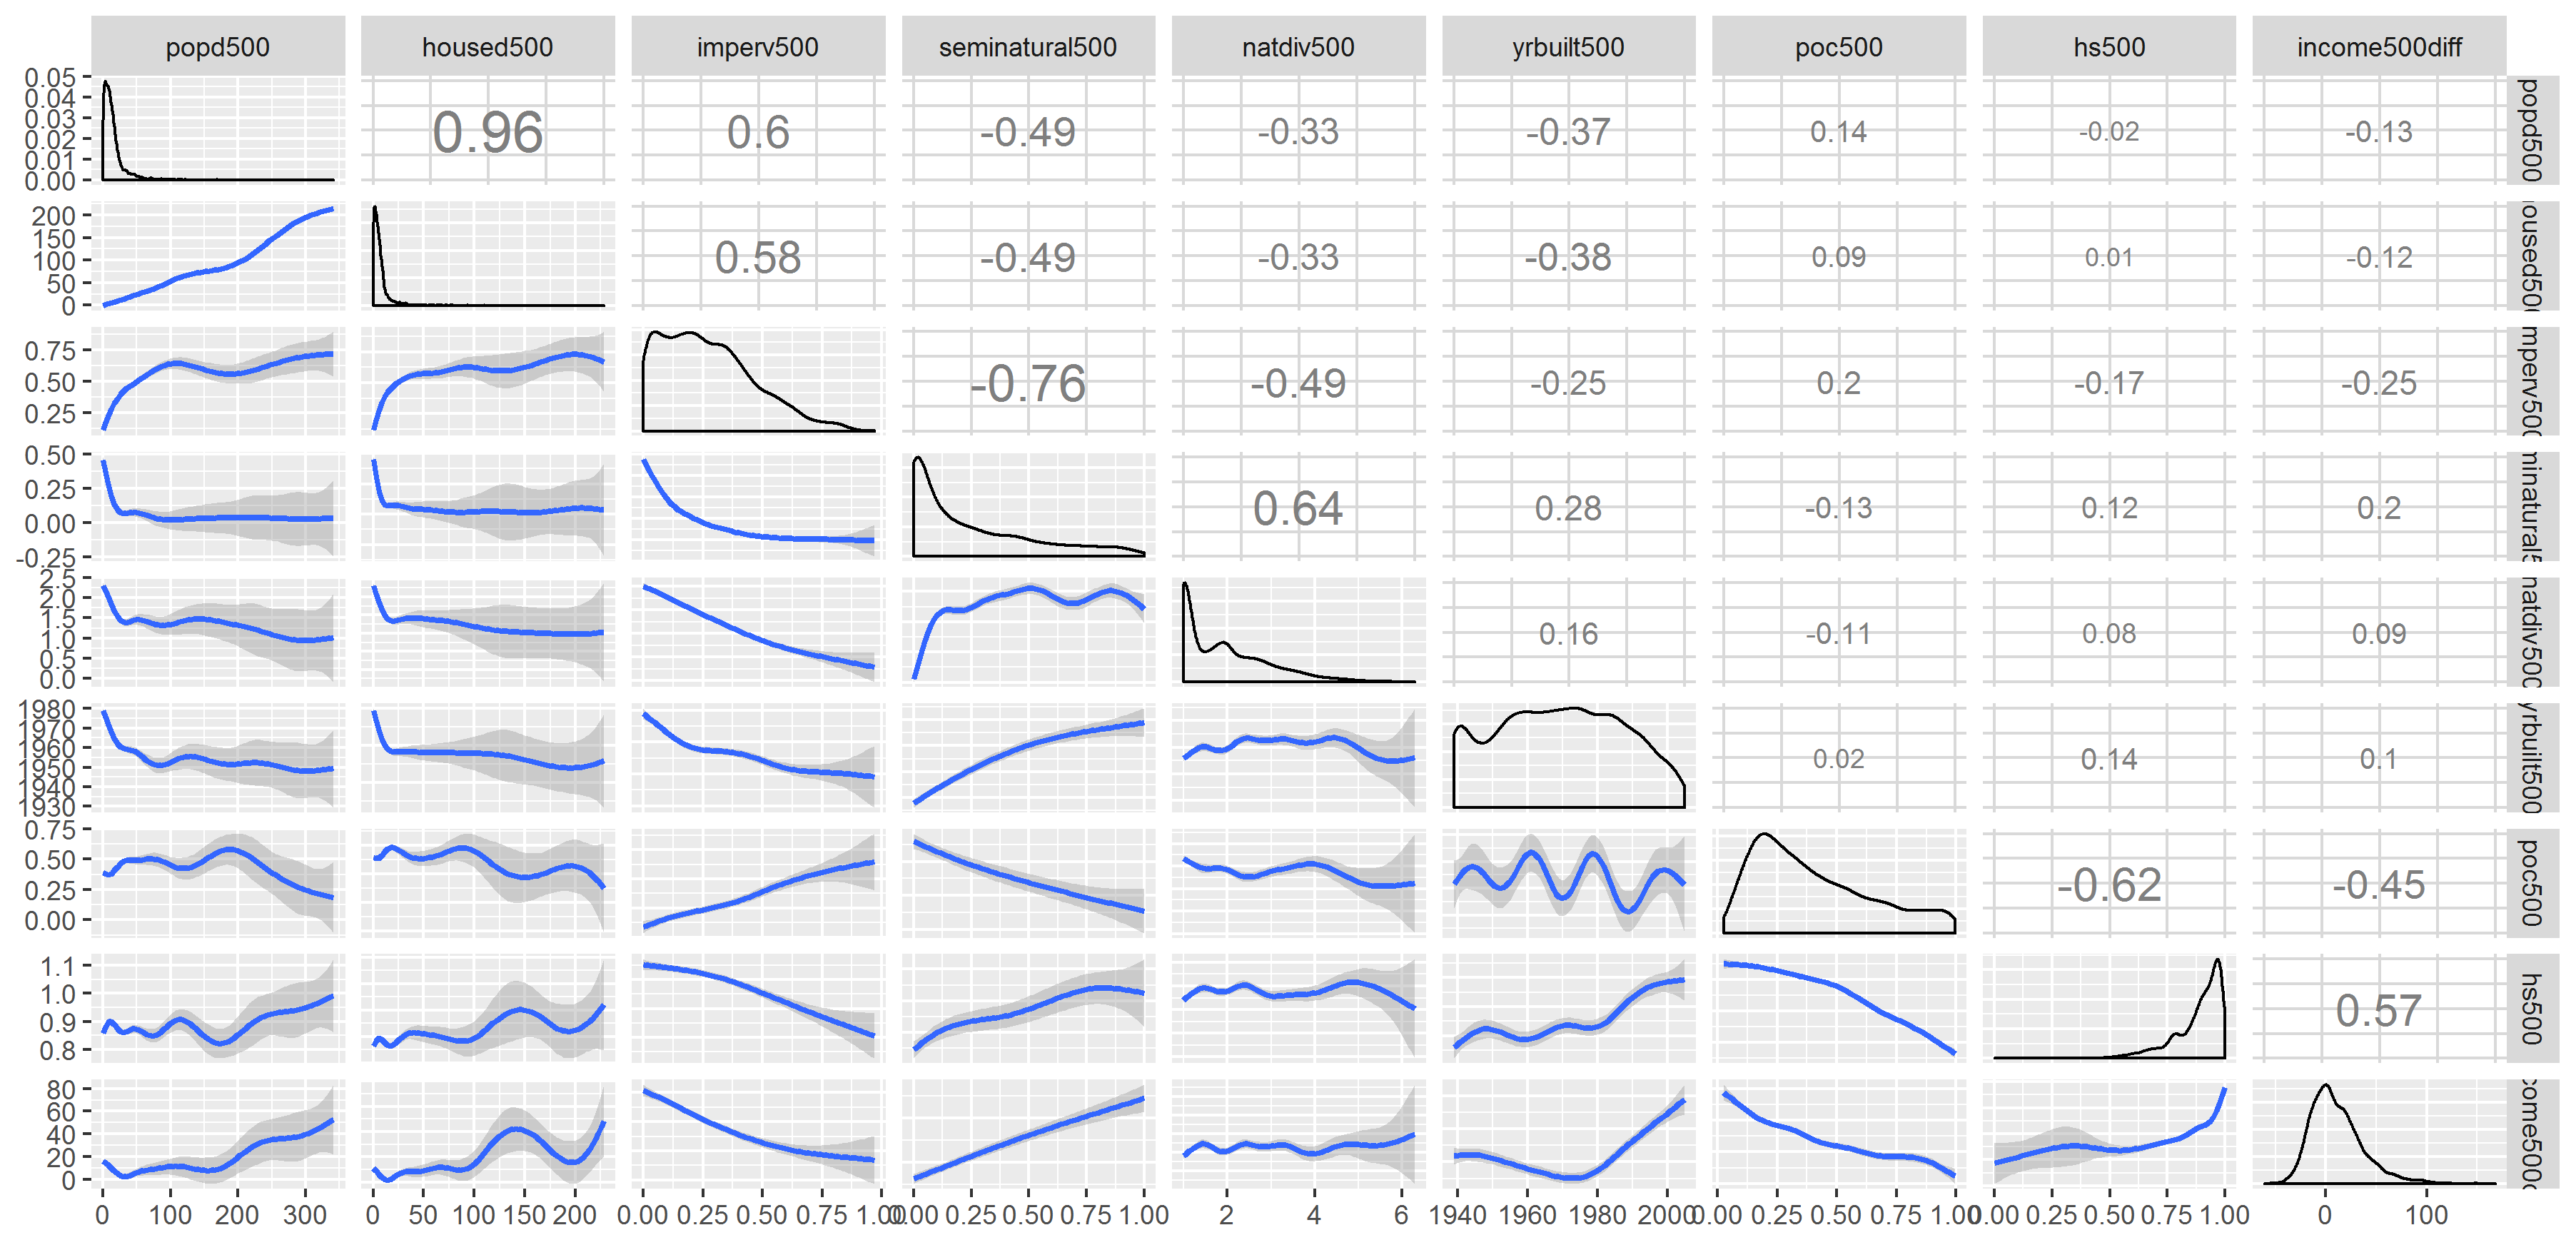 popd500 housed500 imperv500 seminatural500 natdiv500 yrbuilt500 poc500 hs500 income500diff
0.05
0.04
0.03
0.02
0.01
0.00
0.96 0.6 -0.49 -0.33 -0.37 0.14 -0.02 -0.13
popd500
200
150
100
50
0
0.58 -0.49 -0.33 -0.38 0.09 0.01 -0.12
oused50
0.75
0.50
0.25
-0.76 -0.49 -0.25 0.2 -0.17 -0.25
mperv500
0.50
0.25
0.00
-0.25
0.64 0.28 -0.13 0.12 0.2
minatural5
2.5
2.0
1.5
1.0
0.5
0.0
0.16 -0.11 0.08 0.09
natdiv500
1980
1970
1960
1950
1940
1930
0.02 0.14 0.1
yrbuilt500
0.75
0.50
0.25
0.00
-0.62 -0.45
poc500
1.1
1.0
0.9
0.8
0.57
hs500
80
60
40
20
0
come500
0 100 200 300 0 50 100 150 200 0.00 0.25 0.50 0.75 1.00 0.00 0.25 0.50 0.75 1.00 2 4 6 1940 1960 1980 2000 0.00 0.25 0.50 0.75 1.00 0.00 0.25 0.50 0.75 1.00 0 100